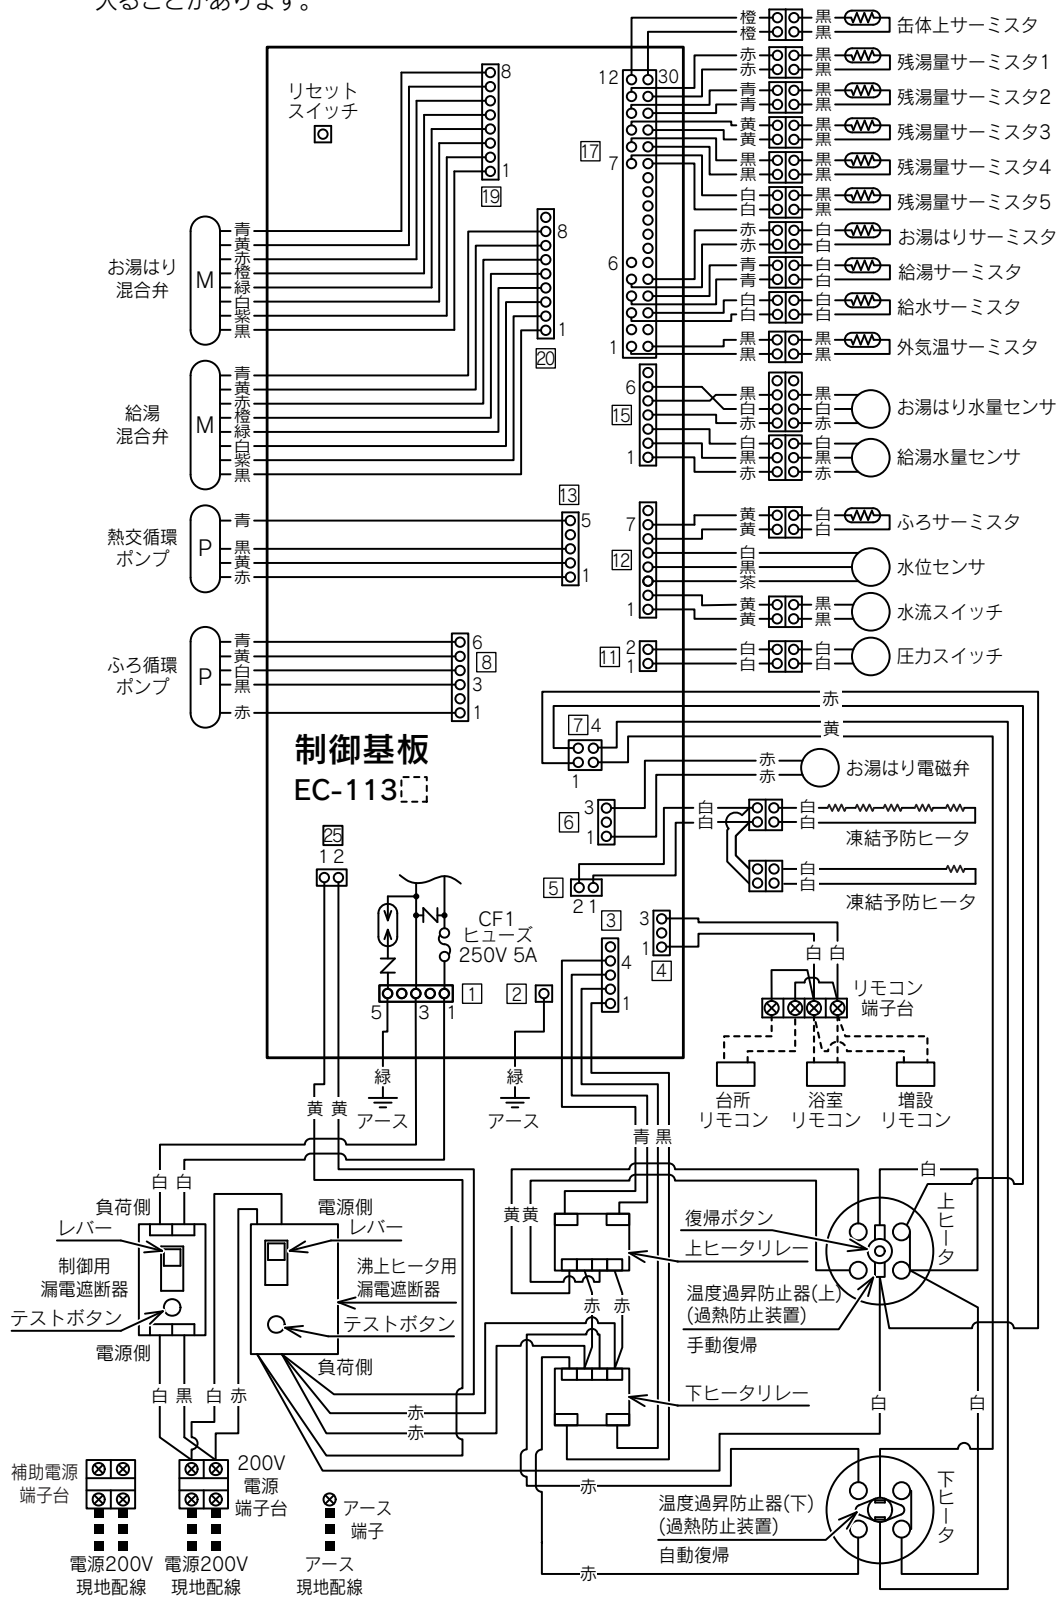 入ることがあります。
リセット
スイッチ
8
1
19
8
1
20
お湯はり
混合弁
M
青
黄
赤
橙
緑
白
紫
黒
給湯
混合弁
M
青
黄
赤
橙
緑
白
紫
黒
熱交循環
ポンプ
P
青
黒
黄
赤
13
5
1
ふろ循環
ポンプ
P
青
黄
白
黒
赤
6
8
3
1
制御基板
EC-113
12
30
17
7
6
1
橙 黒
橙 黒
缶体上サーミスタ
赤 黒
赤 黒
残湯量サーミスタ1
青 黒
青 黒
残湯量サーミスタ2
黄 黒
黄 黒
残湯量サーミスタ3
黒 黒
黒 黒
残湯量サーミスタ4
白 黒
白 黒
残湯量サーミスタ5
赤 白
赤 白
お湯はりサーミスタ
青 白
青 白
給湯サーミスタ
白 白
白 白
給水サーミスタ
黒 黒
黒 黒
外気温サーミスタ
6
15
1
黒 黒
白 白
赤 赤
お湯はり水量センサ
白 白
黒 黒
赤 赤
給湯水量センサ
7
12
1
黄 白
黄 白
ふろサーミスタ
白
黒
茶
水位センサ
黄 黒
黄 黒
水流スイッチ
11
2
1
白 白
白 白
圧力スイッチ
赤
黄
7
4
1
赤
赤
お湯はり電磁弁
6
3
1
白 白
白 白
凍結予防ヒータ
白
白
凍結予防ヒータ
5
2 1
25
1 2
CF1
ヒューズ
250V 5A
1
5 3 1
2
3
4
1
3
1
4
白 白
リモコン
端子台
台所
リモコン
浴室
リモコン
増設
リモコン
緑
アース
緑
アース
黄 黄
青 黒
白 白
負荷側
レバー
制御用
漏電遮断器
テストボタン
電源側
電源側
レバー
沸上ヒータ用
漏電遮断器
テストボタン
負荷側
黄 黄
赤 赤
復帰ボタン
上ヒータリレー
温度過昇防止器(上)
(過熱防止装置)
手動復帰
白
上ヒータ
下ヒータリレー
白 白
白 黒 白 赤
赤
赤
補助電源
端子台
200V
電源
端子台
アース
端子
電源200V
現地配線
電源200V
現地配線
アース
現地配線
赤
赤
温度過昇防止器(下)
(過熱防止装置)
自動復帰
下ヒータ